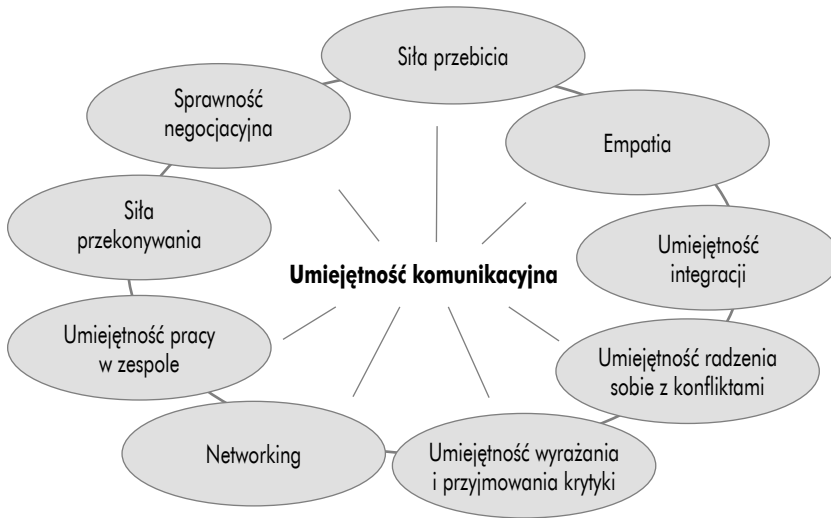 Siła przebicia
Sprawność
negocjacyjna
Empatia
Siła
przekonywania
Umiejętność
integracji
Umiejętność komunikacyjna
Umiejętność pracy
w zespole
Umiejętność radzenia
sobie z konfliktami
Networking
Umiejętność wyrażania
i przyjmowania krytyki